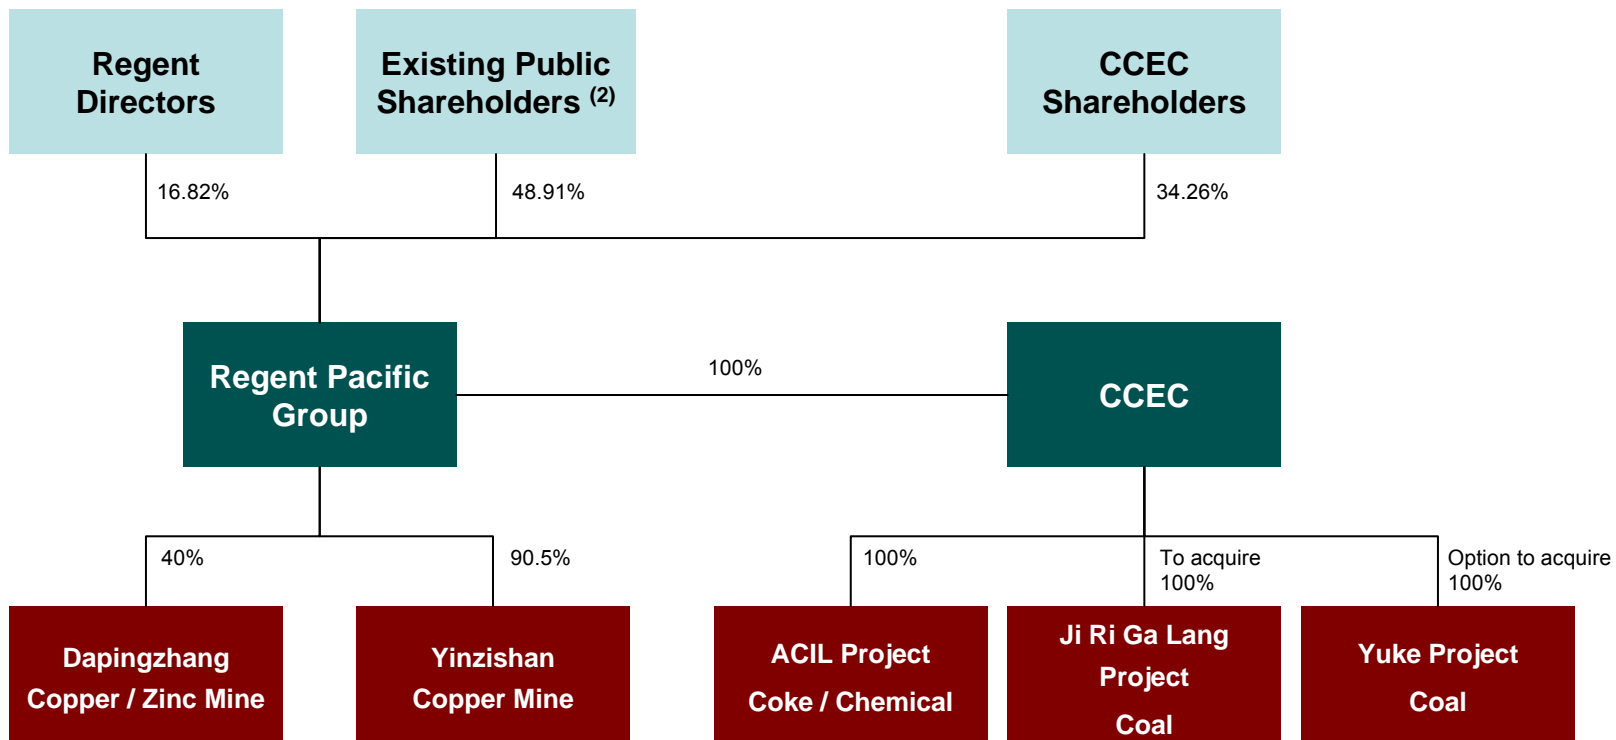 Regent
Directors
Existing Public
Shareholders (2)
CCEC
Shareholders
16.82%
48.91%
34.26%
Regent Pacific
Group
100%
CCEC
40%
90.5%
100%
To acquire
100%
Option to acquire
100%
Dapingzhang
Copper / Zinc Mine
Yinzishan
Copper Mine
ACIL Project
Coke / Chemical
Ji Ri Ga Lang
Project
Coal
Yuke Project
Coal